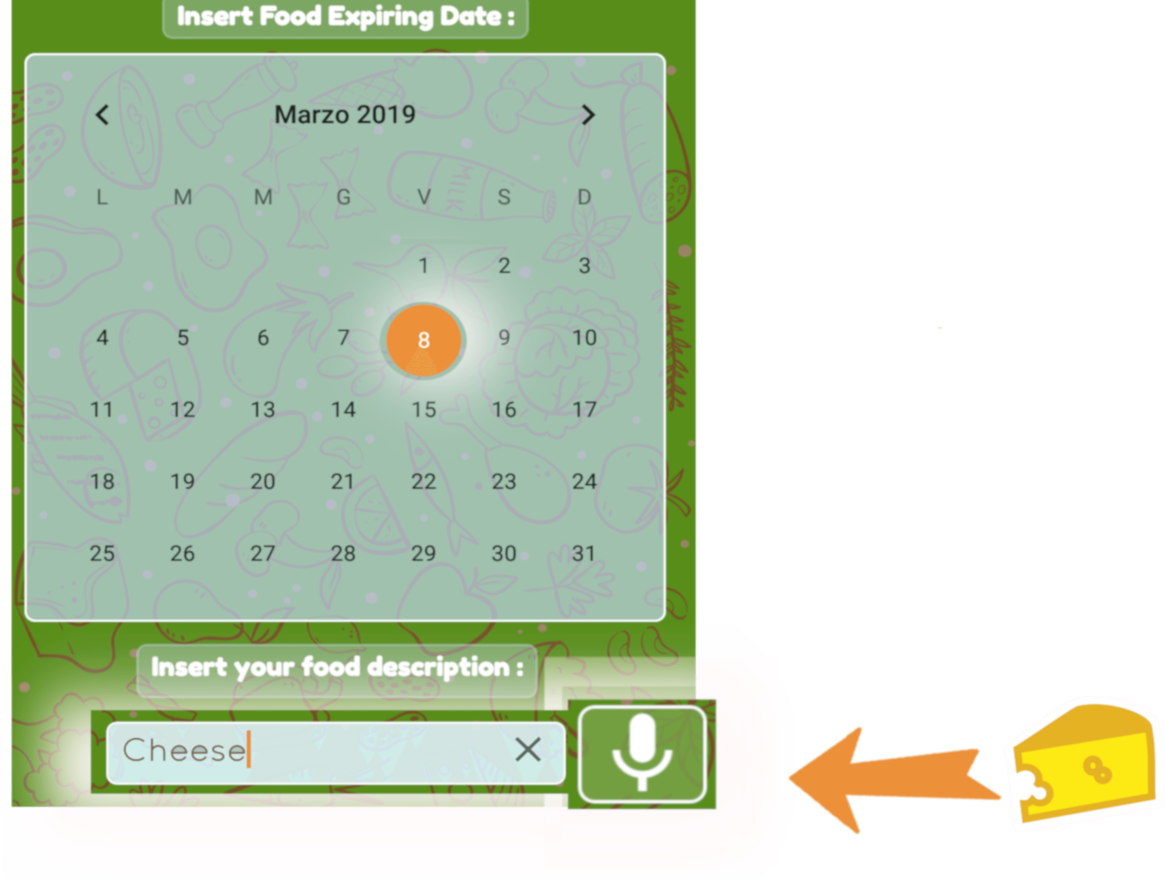 Insert Food Expiring Date :
Marzo 2019
L M M G V S D
1 2 3
4 5 6 7 8 9 10
11 12 13 14 15 16 17
18 19 20 21 22 23 24
25 26 27 28 29 30 31
MILK
Insert your food description :
Cheese